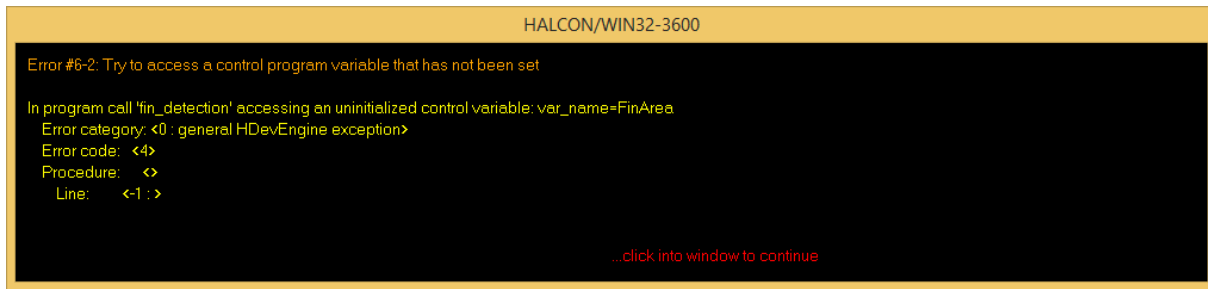 HALCON/WIN32-3600
Error #6-2: Try to access a control program variable that has not been set
In program call 'fin_detection' accessing an uninitialized control variable: var_name=FinArea
Error category: <0 : general HDevEngine exception>
Error code: <4>
Procedure: <>
Line: <-1 : >
...click into window to continue